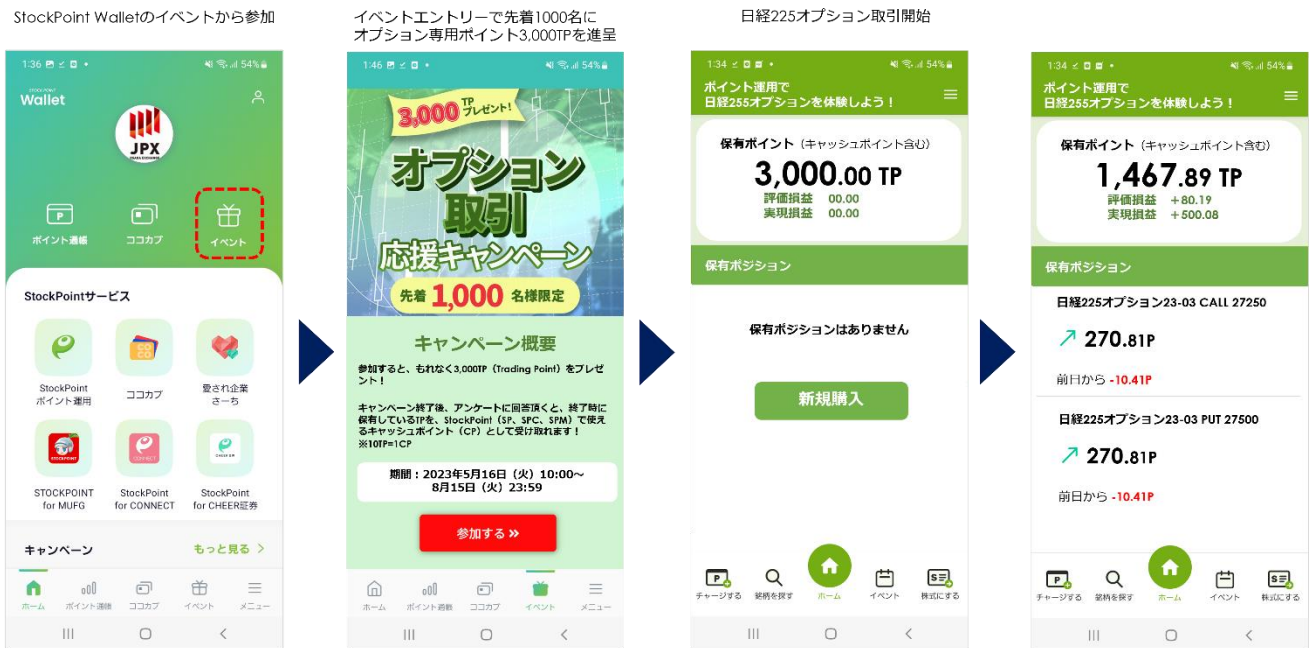 StockPoint Walletのイベントから参加
1:36
54%
STOCKPOINT
Wallet
JPX
OSAKA EXCHANGE
ポイント通帳
ココカブ
イベント
StockPointサービス
StockPoint
ポイント運用
ココカブ
愛され企業
さーち
STOCKPOINT
CONNECT
CHEER証券
STOCKPOINT
for MUFG
StockPoint
for CONNECT
StockPoint
for CHEER証券
キャンペーン
もっと見る >
ホーム
ポイント通帳
ココカブ
イベント
メニュー
イベントエントリーで先着1000名に
オプション専用ポイント3,000TPを進呈
1:46
54%
3,000 TPプレゼント!
オプション
取引
応援キャンペーン
先着 1,000 名様限定
キャンペーン概要
参加すると、もれなく3,000TP（Trading Point）をプレゼ
ント！
キャンペーン終了後、アンケートに回答頂くと、終了時に
保有しているTPを、StockPoint（SP、SPC、SPM）で使え
るキャッシュポイント（CP）として受け取れます！
※10TP=1CP
期間：2023年5月16日（火）10:00～
8月15日（火）23:59
参加する »
ホーム
ポイント通帳
ココカブ
イベント
メニュー
日経225オプション取引開始
1:34
54%
ポイント運用で
日経255オプションを体験しよう！
保有ポイント（キャッシュポイント含む）
3,000.00 TP
評価損益 00.00
実現損益 00.00
保有ポジション
保有ポジションはありません
新規購入
チャージする
銘柄を探す
ホーム
イベント
株式にする
1:34
54%
ポイント運用で
日経255オプションを体験しよう！
保有ポイント（キャッシュポイント含む）
1,467.89 TP
評価損益 +80.19
実現損益 +500.08
保有ポジション
日経225オプション23-03 CALL 27250
270.81P
前日から -10.41P
日経225オプション23-03 PUT 27500
270.81P
前日から -10.41P
チャージする
銘柄を探す
ホーム
イベント
株式にする